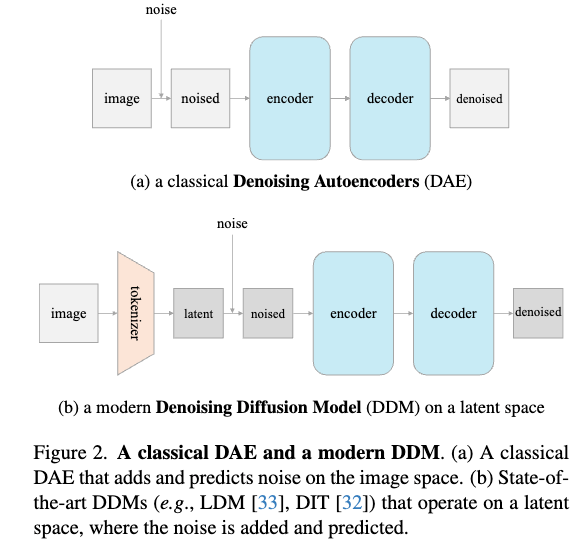 noise
image
noised
encoder
decoder
denoised
(a) a classical Denoising Autoencoders (DAE)
noise
image
tokenizer
latent
noised
encoder
decoder
denoised
(b) a modern Denoising Diffusion Model (DDM) on a latent space
Figure 2. A classical DAE and a modern DDM. (a) A classical
DAE that adds and predicts noise on the image space. (b) State-of-
the-art DDMs (e.g., LDM [33], DIT [32]) that operate on a latent
space, where the noise is added and predicted.